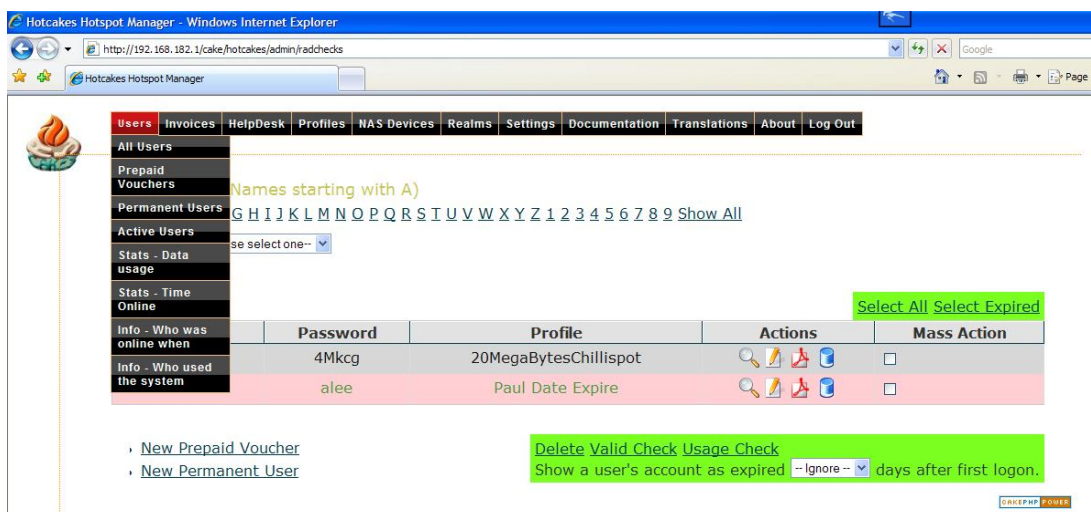 Hotcakes Hotspot Manager - Windows Internet Explorer
http://192.168.182.1/cake/hotcakes/admin/radchecks
Google
Hotcakes Hotspot Manager
Page
Users Invoices HelpDesk Profiles NAS Devices Realms Settings Documentation Translations About Log Out
All Users
Prepaid
Vouchers
Permanent Users
Active Users
Stats - Data
usage
Stats - Time
Online
Info - Who was
online when
Info - Who used
the system
Names starting with A)
G H I J K L M N O P Q R S T U V W X Y Z 1 2 3 4 5 6 7 8 9 Show All
se select one--
Select All Select Expired
Password Profile Actions Mass Action
4Mkcg 20MegaBytesChillispot
alee Paul Date Expire
New Prepaid Voucher
New Permanent User
Delete Valid Check Usage Check
Show a user's account as expired -- Ignore -- days after first logon.
CAKEPHP POWER